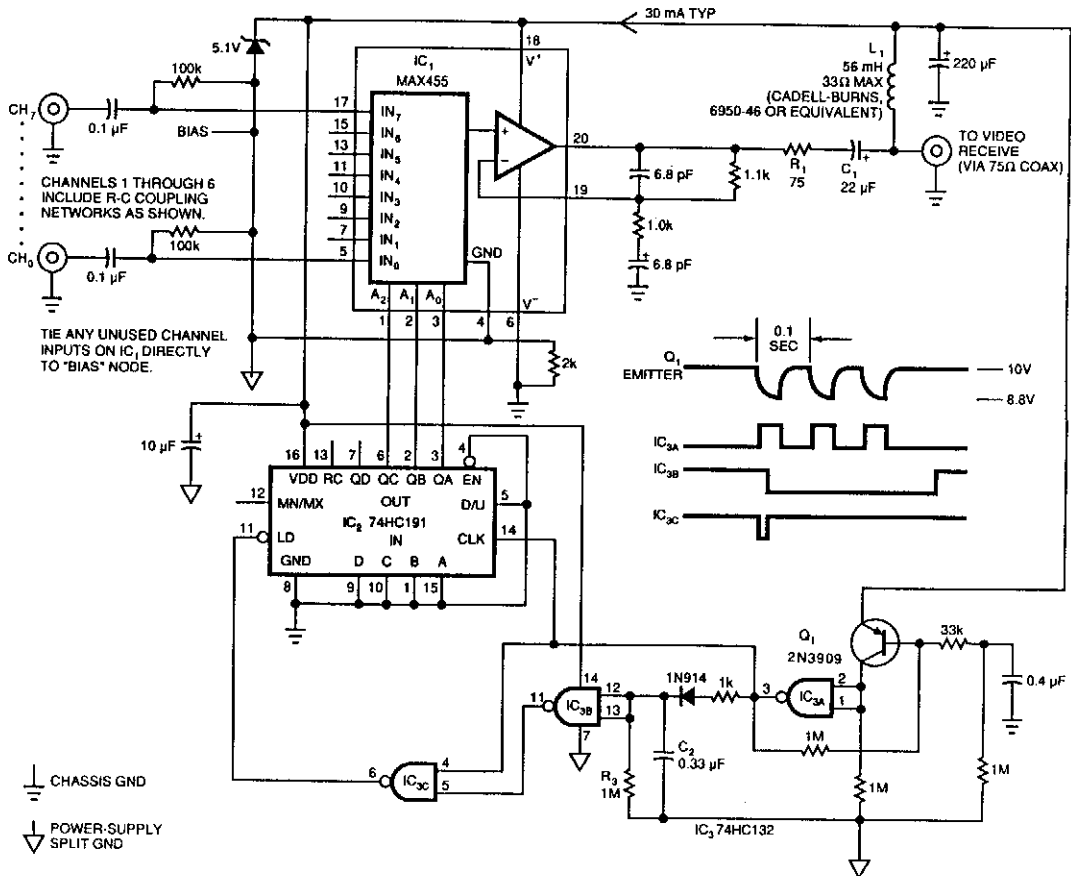 30 mA TYP
5.1V
18
V+
IC1
MAX455
L1
56 mH
33Ω MAX
(CADELL-BURNS,
6950-46 OR EQUIVALENT)
220 µF
+
100k
CH7
0.1 µF
BIAS
17 IN7
15 IN6
13 IN5
11 IN4
10 IN3
9 IN2
7 IN1
5 IN0
+
−
20
19
6.8 pF
1.1k
R1
75
C1
22 µF
+
TO VIDEO
RECEIVE
(VIA 75Ω COAX)
CHANNELS 1 THROUGH 6
INCLUDE R-C COUPLING
NETWORKS AS SHOWN.
100k
CH0
0.1 µF
1.0k
+
6.8 pF
GND
A2 A1 A0
V−
1 2 3 4 6
TIE ANY UNUSED CHANNEL
INPUTS ON IC1 DIRECTLY
TO "BIAS" NODE.
2k
0.1
SEC
Q1
EMITTER
10V
8.8V
IC3A
IC3B
IC3C
10 µF
+
16 13 7 6 2 3 4
VDD RC QD QC QB QA EN
12 MN/MX
OUT
D/U 5
IC2 74HC191
11 LD
IN
CLK 14
GND D C B A
8 9 10 1 15
Q1
2N3909
33k
0.4 µF
1N914
1k
3
IC3A
2
1
14
11
IC3B
12
13
7
1M
C2
0.33 µF
R3
1M
1M
1M
6
IC3C
4
5
IC3 74HC132
CHASSIS GND
POWER-SUPPLY
SPLIT GND